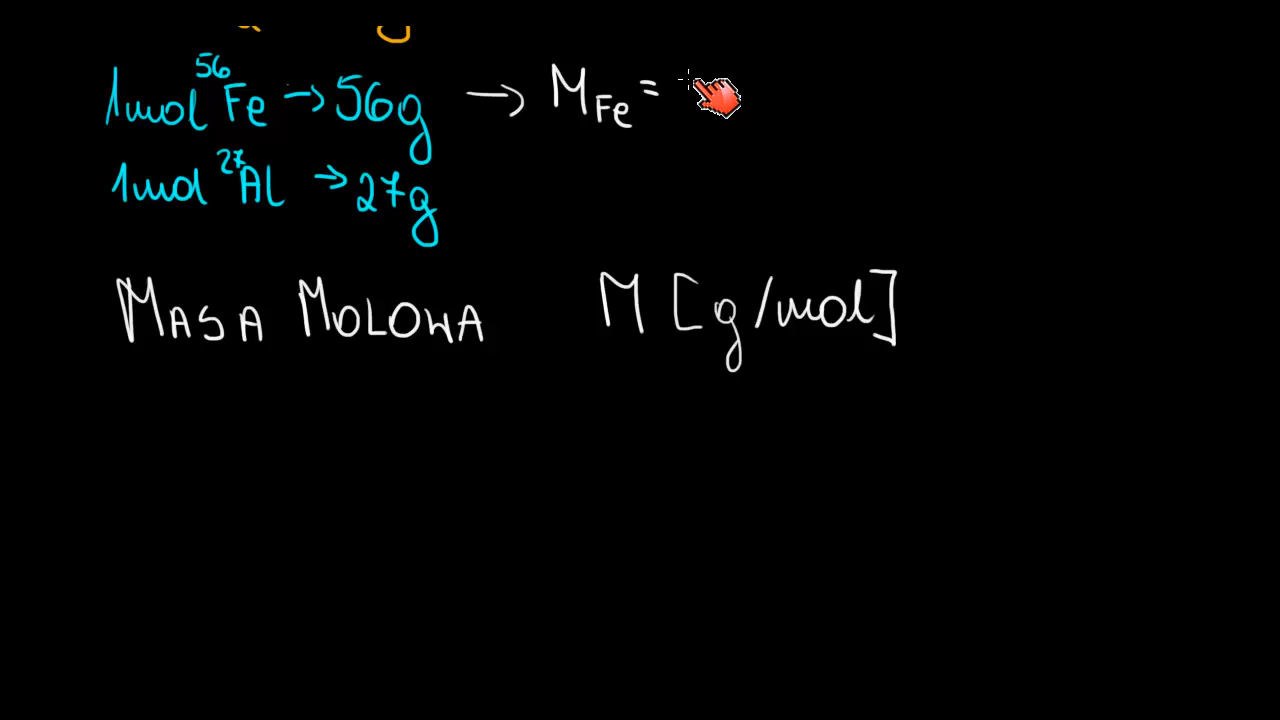 1mol ⁵⁶Fe → 56g → M_Fe =
1mol ²⁷Al → 27g
MASA MOLOWA M [g/mol]